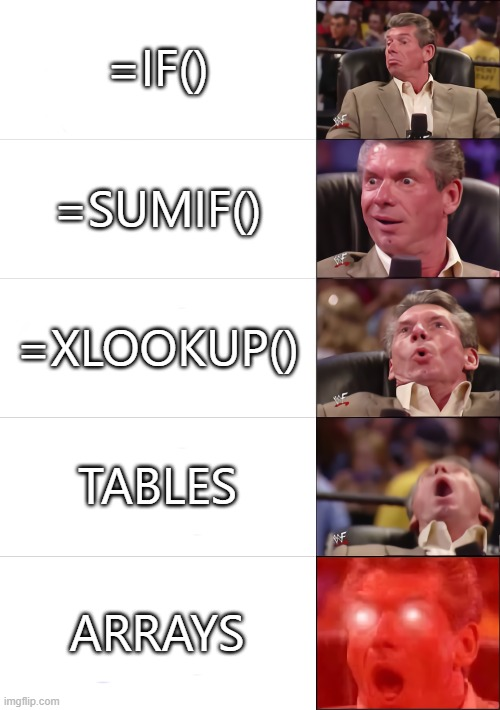 =IF()
=SUMIF()
=XLOOKUP()
TABLES
ARRAYS
imgflip.com